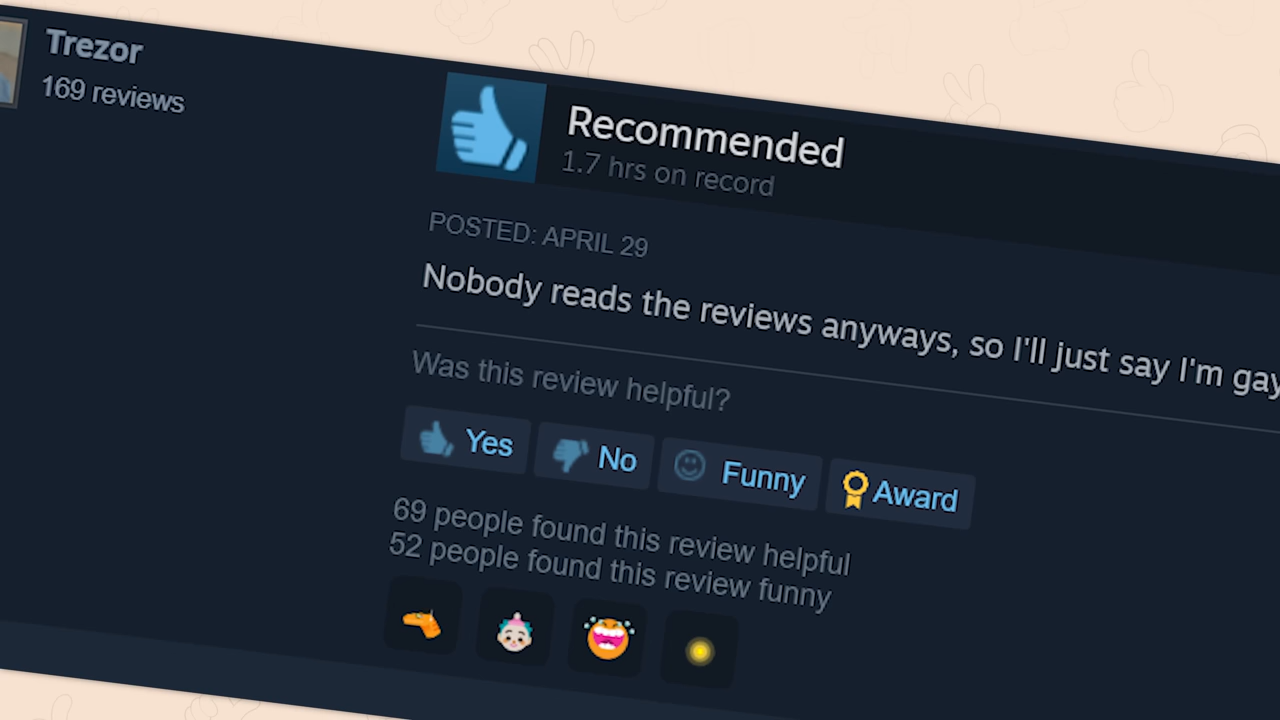 Trezor
169 reviews
Recommended
1.7 hrs on record
POSTED: APRIL 29
Nobody reads the reviews anyways, so I'll just say I'm gay
Was this review helpful?
Yes
No
Funny
Award
69 people found this review helpful
52 people found this review funny